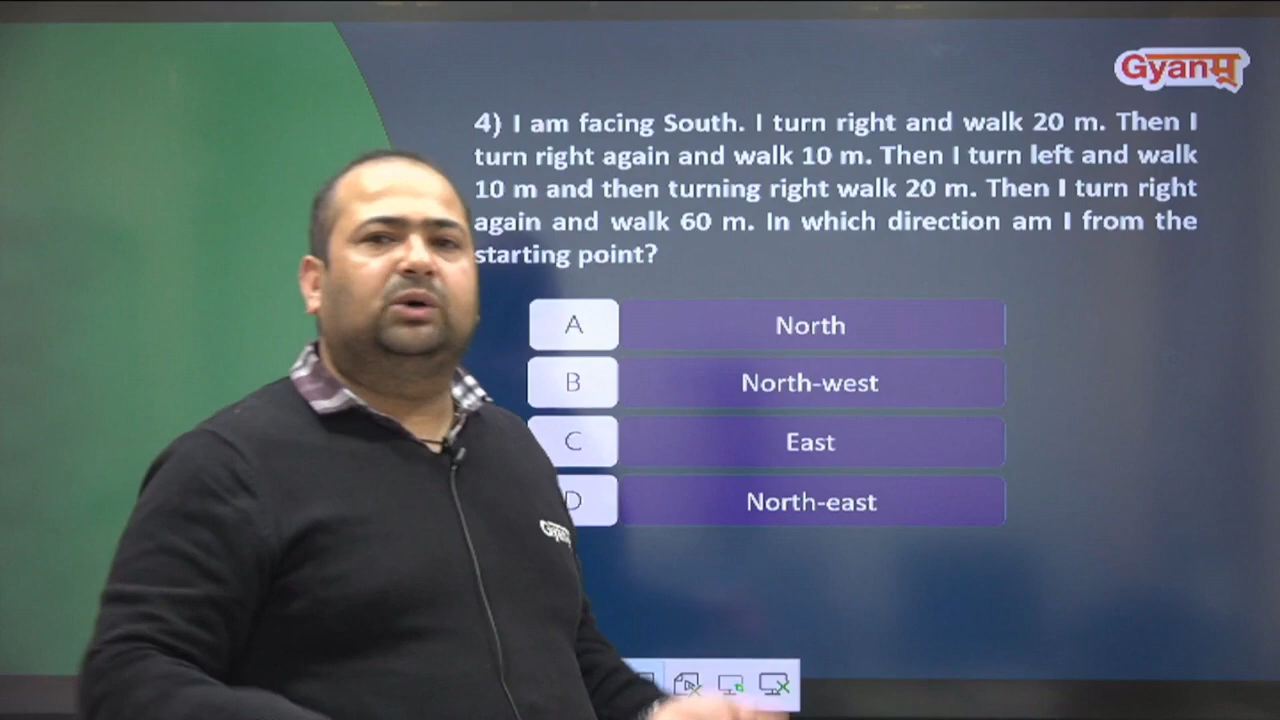 Gyanम्
4) I am facing South. I turn right and walk 20 m. Then I
turn right again and walk 10 m. Then I turn left and walk
10 m and then turning right walk 20 m. Then I turn right
again and walk 60 m. In which direction am I from the
starting point?
A North
B North-west
C East
D North-east
Gyanम्